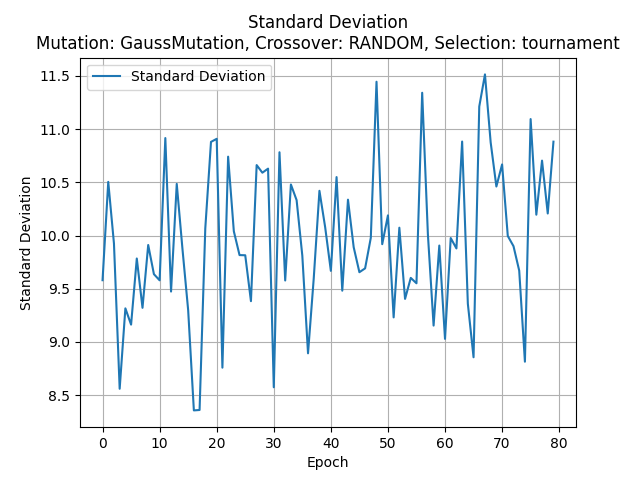 Standard Deviation
Mutation: GaussMutation, Crossover: RANDOM, Selection: tournament
Standard Deviation
11.5
11.0
10.5
10.0
9.5
9.0
8.5
Standard Deviation
0 10 20 30 40 50 60 70 80
Epoch